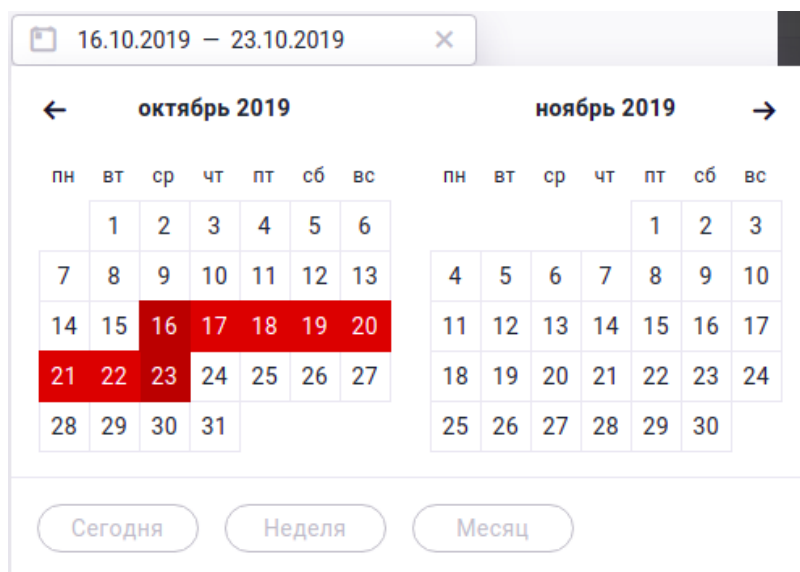 16.10.2019 — 23.10.2019
октябрь 2019
пн вт ср чт пт сб вс
1 2 3 4 5 6
7 8 9 10 11 12 13
14 15 16 17 18 19 20
21 22 23 24 25 26 27
28 29 30 31
ноябрь 2019
пн вт ср чт пт сб вс
1 2 3
4 5 6 7 8 9 10
11 12 13 14 15 16 17
18 19 20 21 22 23 24
25 26 27 28 29 30
Сегодня Неделя Месяц